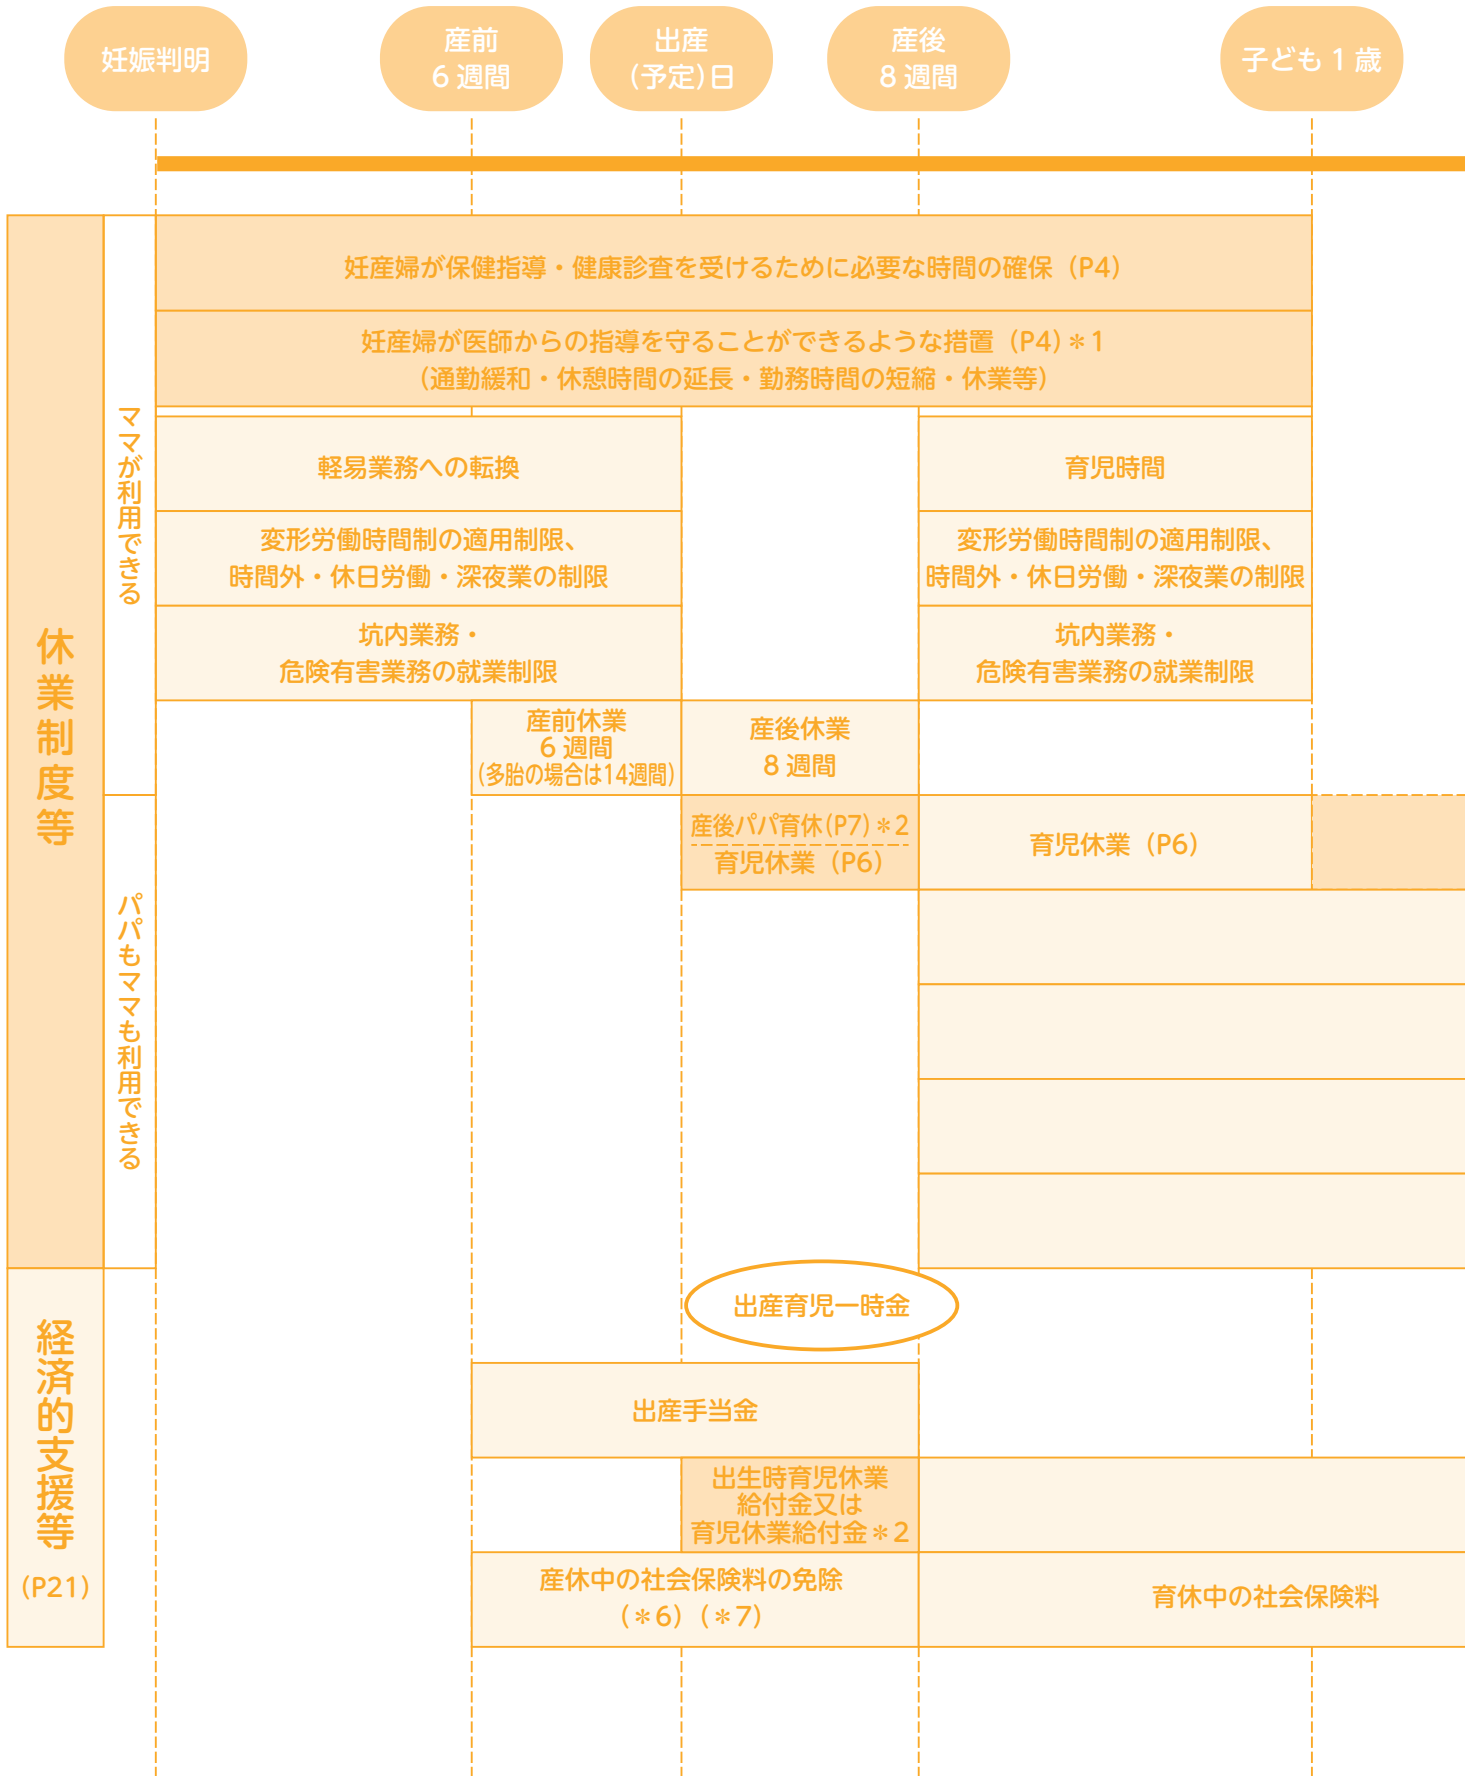 妊娠判明
産前
6 週間
出産
(予定)日
産後
8 週間
子ども 1 歳
休業制度等
ママが利用できる
妊産婦が保健指導・健康診査を受けるために必要な時間の確保（P4）
妊産婦が医師からの指導を守ることができるような措置（P4）＊1
（通勤緩和・休憩時間の延長・勤務時間の短縮・休業等）
軽易業務への転換
育児時間
変形労働時間制の適用制限、
時間外・休日労働・深夜業の制限
変形労働時間制の適用制限、
時間外・休日労働・深夜業の制限
坑内業務・
危険有害業務の就業制限
坑内業務・
危険有害業務の就業制限
産前休業
6 週間
(多胎の場合は14週間)
産後休業
8 週間
パパもママも利用できる
産後パパ育休(P7)＊2
育児休業（P6）
育児休業（P6）
経済的支援等
（P21）
出産育児一時金
出産手当金
出生時育児休業
給付金又は
育児休業給付金＊2
産休中の社会保険料の免除
（＊6）（＊7）
育休中の社会保険料